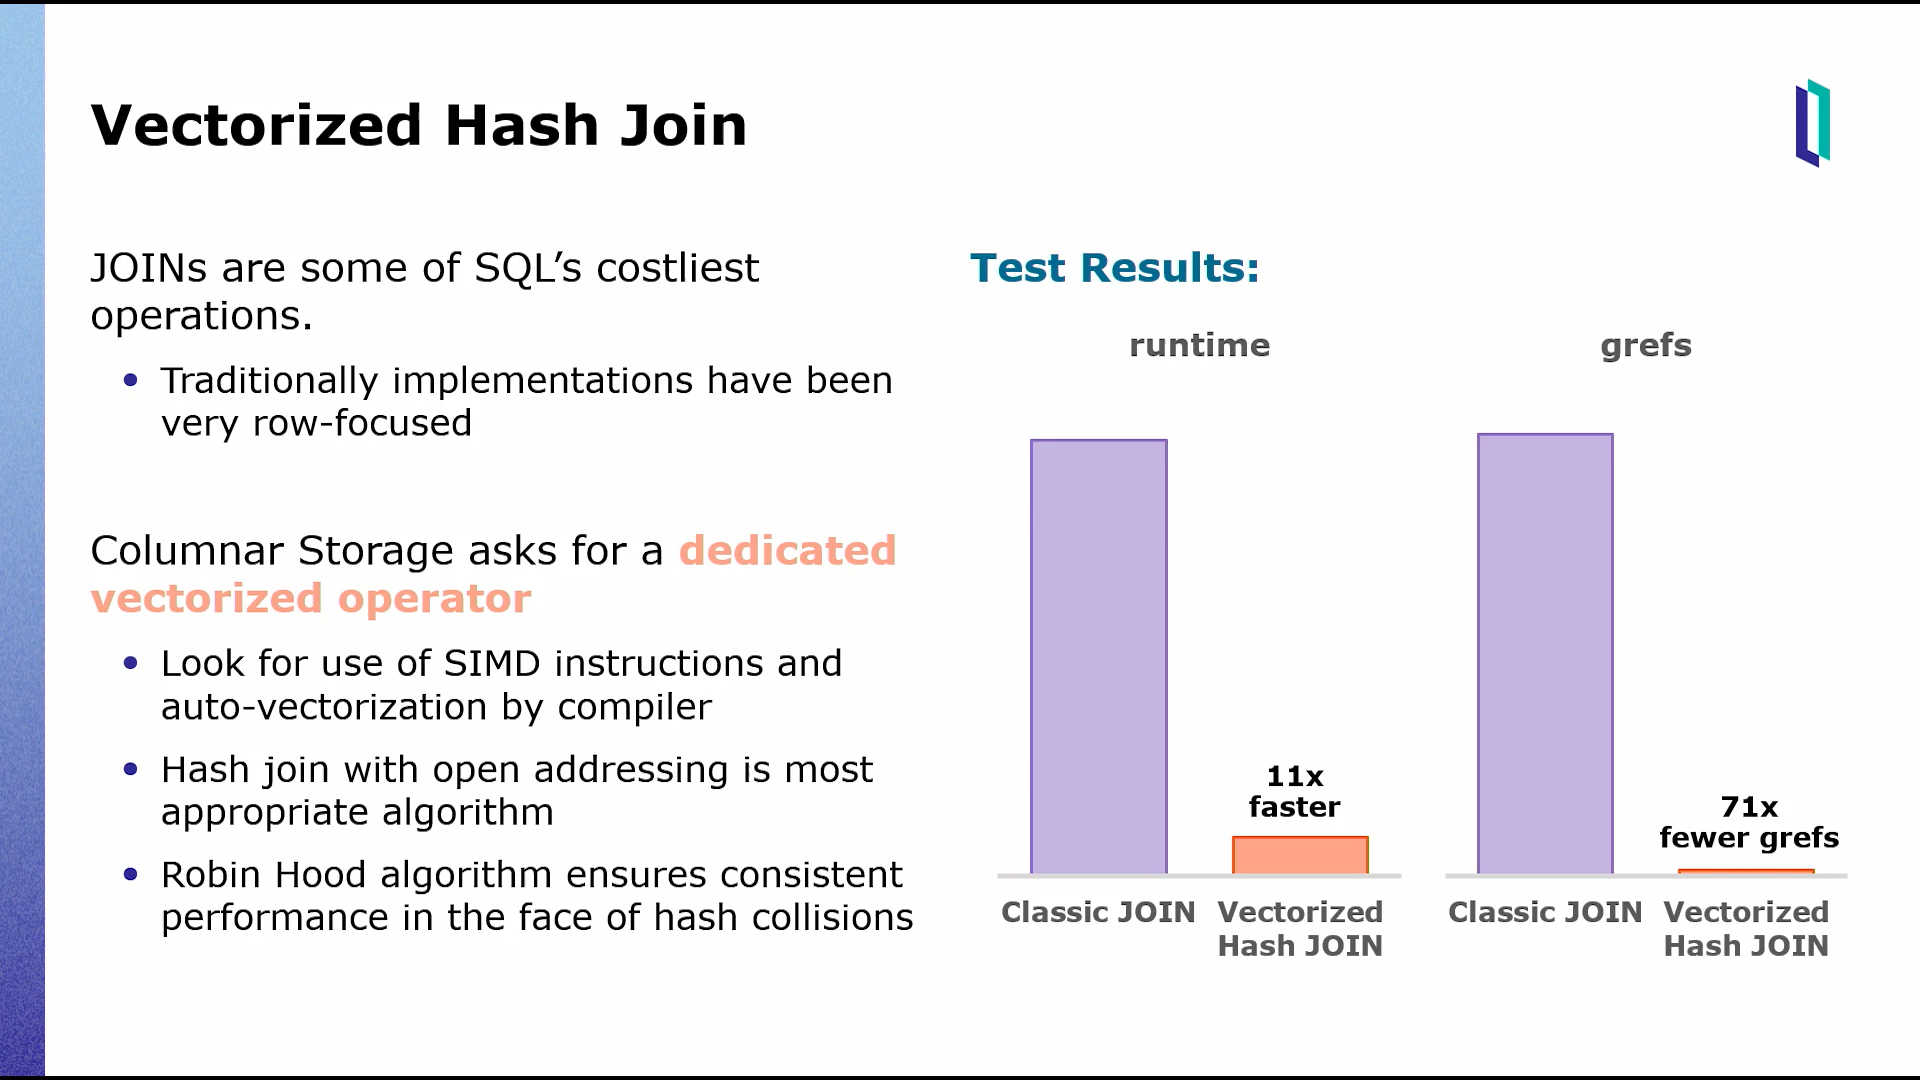 Vectorized Hash Join
JOINs are some of SQL’s costliest
operations.
• Traditionally implementations have been
very row-focused
Columnar Storage asks for a dedicated
vectorized operator
• Look for use of SIMD instructions and
auto-vectorization by compiler
• Hash join with open addressing is most
appropriate algorithm
• Robin Hood algorithm ensures consistent
performance in the face of hash collisions
Test Results:
runtime
11x
faster
Classic JOIN
Vectorized
Hash JOIN
grefs
71x
fewer grefs
Classic JOIN
Vectorized
Hash JOIN